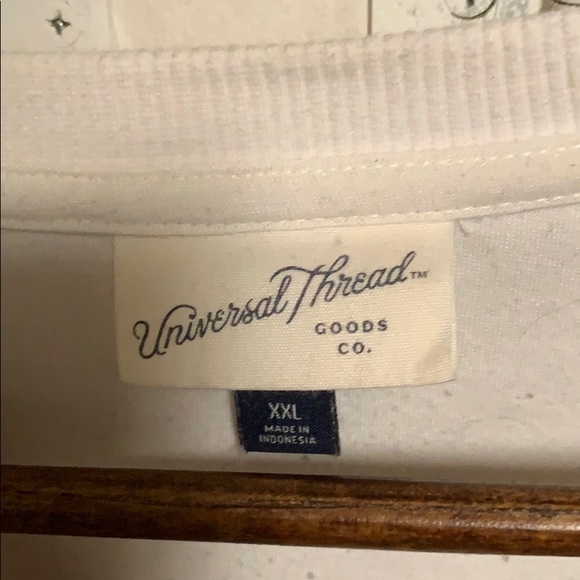 Universal Thread™
GOODS
CO.
XXL
MADE IN
INDONESIA